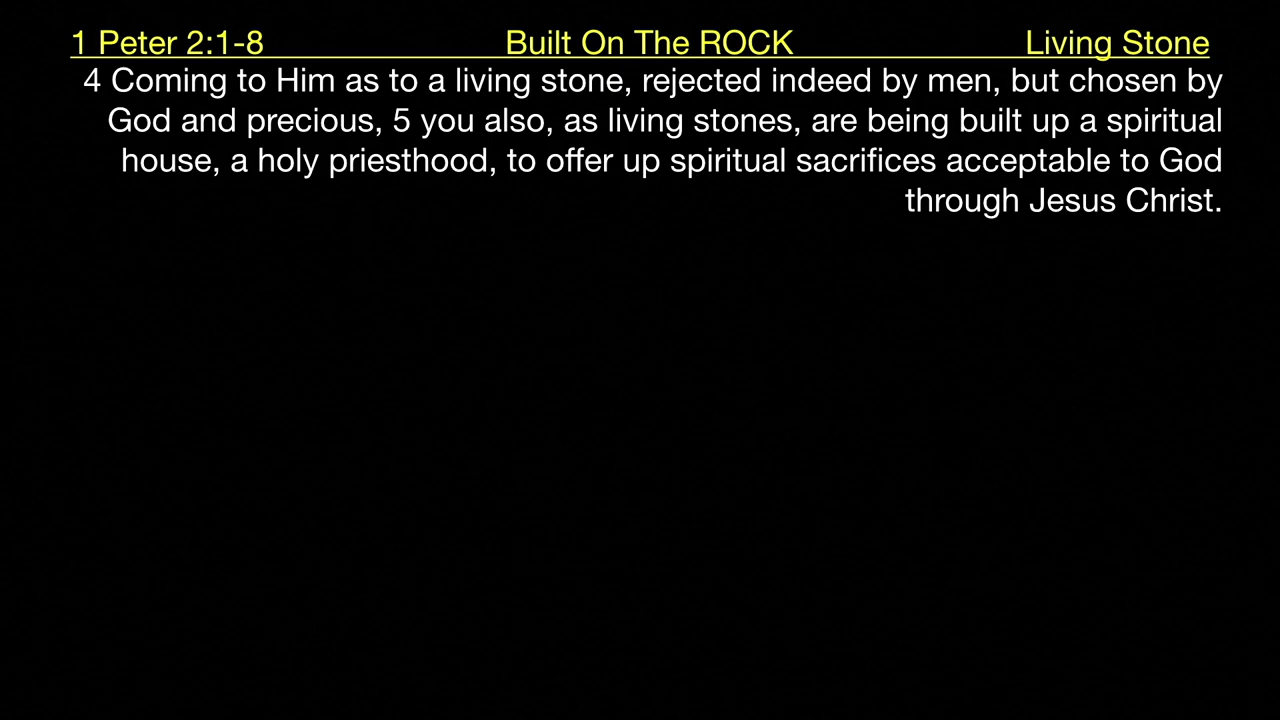 1 Peter 2:1-8 Built On The ROCK Living Stone
4 Coming to Him as to a living stone, rejected indeed by men, but chosen by
God and precious, 5 you also, as living stones, are being built up a spiritual
house, a holy priesthood, to offer up spiritual sacrifices acceptable to God
through Jesus Christ.